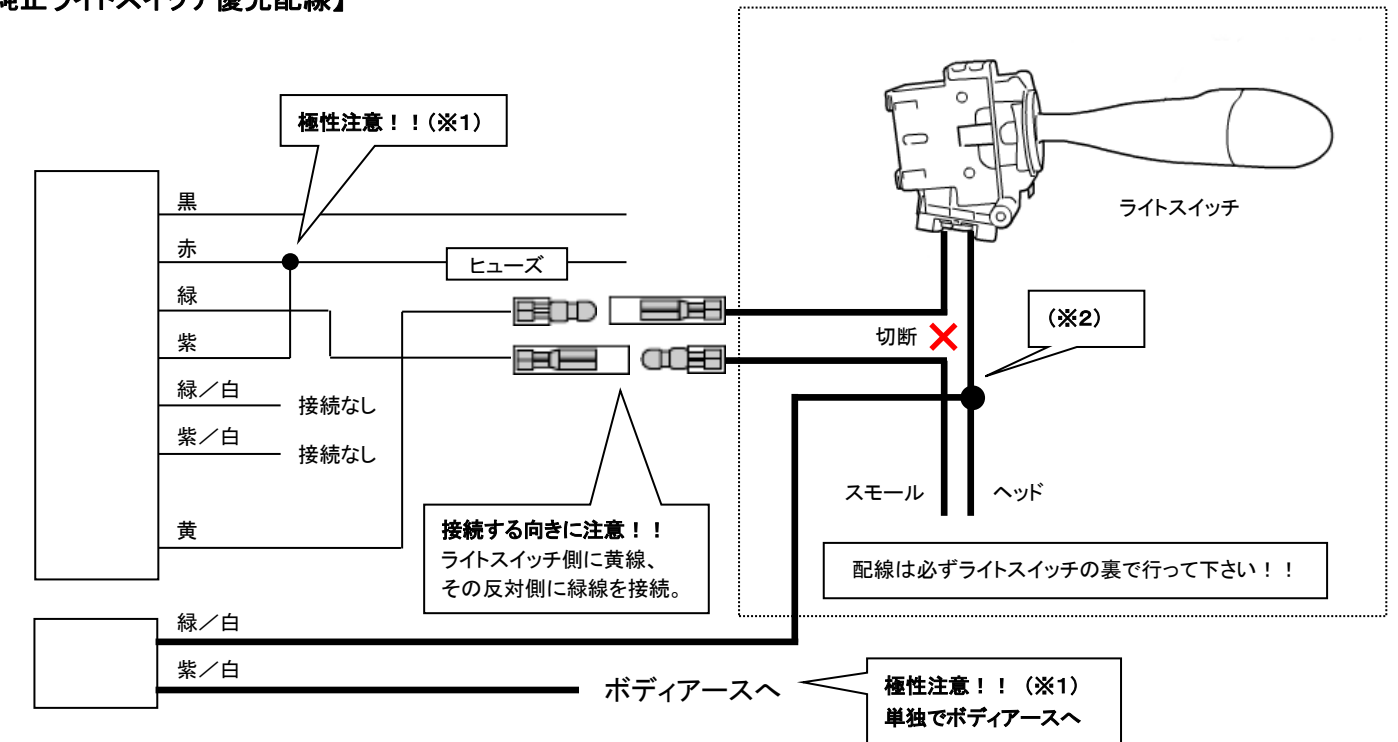 純正ライトスイッチ優先配線】
極性注意！！（※1）
黒
赤
ヒューズ
緑
紫
緑／白
接続なし
紫／白
接続なし
黄
ライトスイッチ
切断
（※2）
スモール
ヘッド
接続する向きに注意！！
ライトスイッチ側に黄線、
その反対側に緑線を接続。
配線は必ずライトスイッチの裏で行って下さい！！
緑／白
紫／白
ボディアースへ
極性注意！！（※1）
単独でボディアースへ